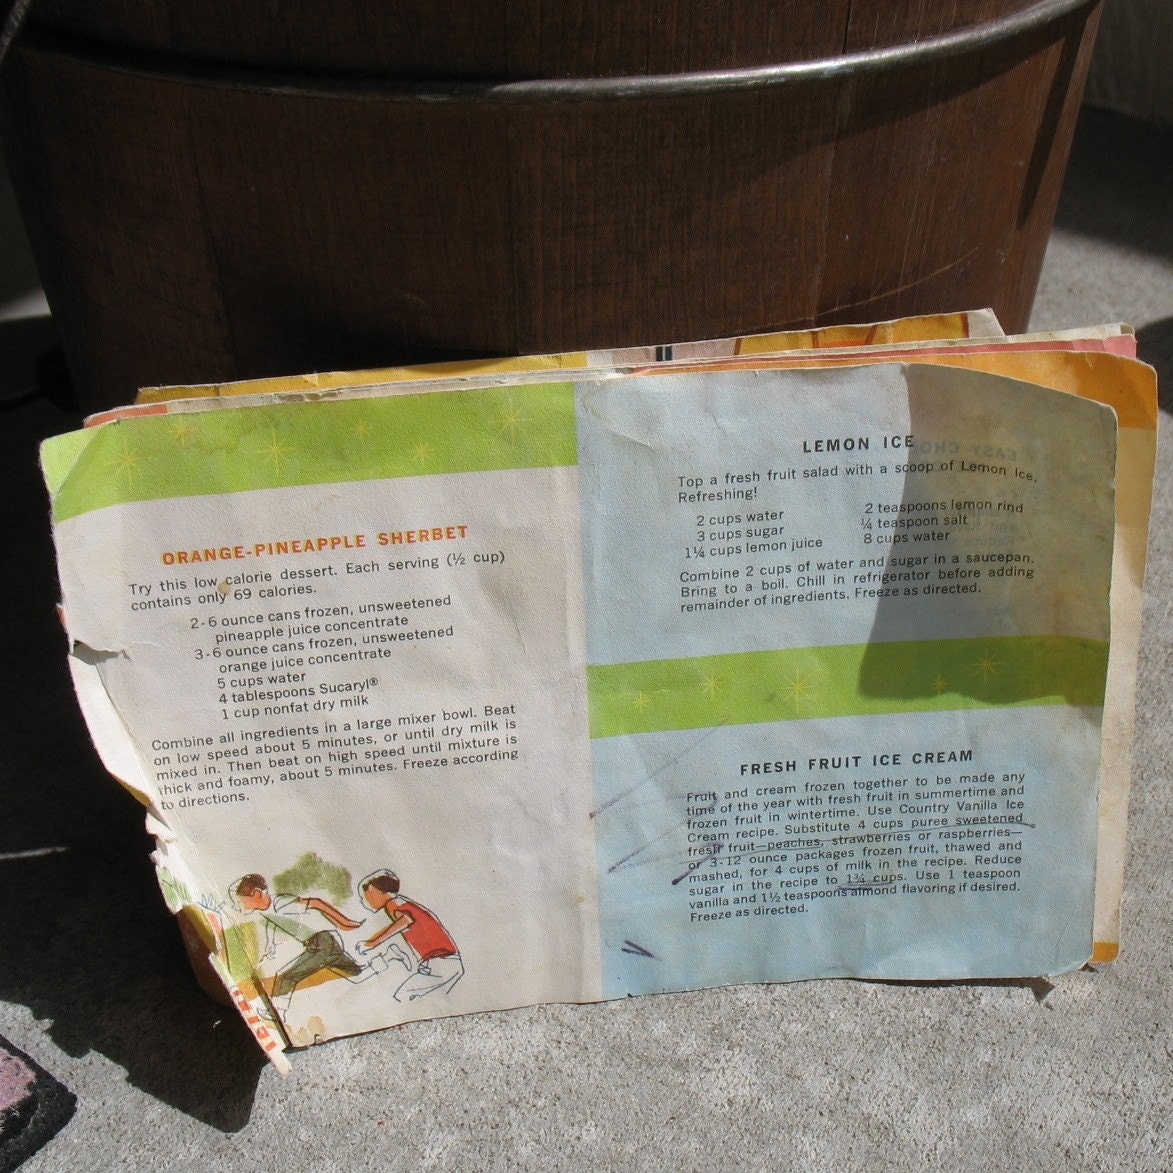 ORANGE-PINEAPPLE SHERBET
Try this low calorie dessert. Each serving (½ cup)
contains only 69 calories.
2-6 ounce cans frozen, unsweetened
pineapple juice concentrate
3-6 ounce cans frozen, unsweetened
orange juice concentrate
5 cups water
4 tablespoons Sucaryl®
1 cup nonfat dry milk
Combine all ingredients in a large mixer bowl. Beat
on low speed about 5 minutes, or until dry milk is
mixed in. Then beat on high speed until mixture is
thick and foamy, about 5 minutes. Freeze according
to directions.
LEMON ICE
Top a fresh fruit salad with a scoop of Lemon Ice.
Refreshing!
2 cups water
3 cups sugar
1¼ cups lemon juice
2 teaspoons lemon rind
¼ teaspoon salt
8 cups water
Combine 2 cups of water and sugar in a saucepan.
Bring to a boil. Chill in refrigerator before adding
remainder of ingredients. Freeze as directed.
FRESH FRUIT ICE CREAM
Fruit and cream frozen together to be made any
time of the year with fresh fruit in summertime and
frozen fruit in wintertime. Use Country Vanilla Ice
Cream recipe. Substitute 4 cups puree sweetened
fresh fruit—peaches, strawberries or raspberries—
or 3-12 ounce packages frozen fruit, thawed and
mashed, for 4 cups of milk in the recipe. Reduce
sugar in the recipe to 1¾ cups. Use 1 teaspoon
vanilla and 1½ teaspoons almond flavoring if desired.
Freeze as directed.